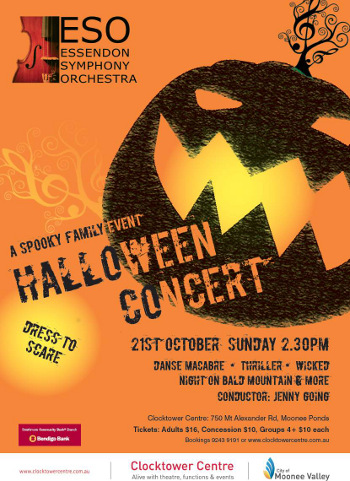 ESO
ESSENDON
SYMPHONY
ORCHESTRA
A SPOOKY FAMILY EVENT
HALLOWEEN
CONCERT
DRESS TO
SCARE
21ST OCTOBER SUNDAY 2.30PM
DANSE MACABRE • THRILLER • WICKED
NIGHT ON BALD MOUNTAIN & MORE
CONDUCTOR: JENNY GOING
Clocktower Centre: 750 Mt Alexander Rd, Moonee Ponds
Tickets: Adults $16, Concession $10, Groups 4+ $10 each
Bookings 9243 9191 or www.clocktowercentre.com.au
Bendigo Bank
www.clocktowercentre.com.au
Clocktower Centre
Alive with theatre, functions & events
City of
Moonee Valley